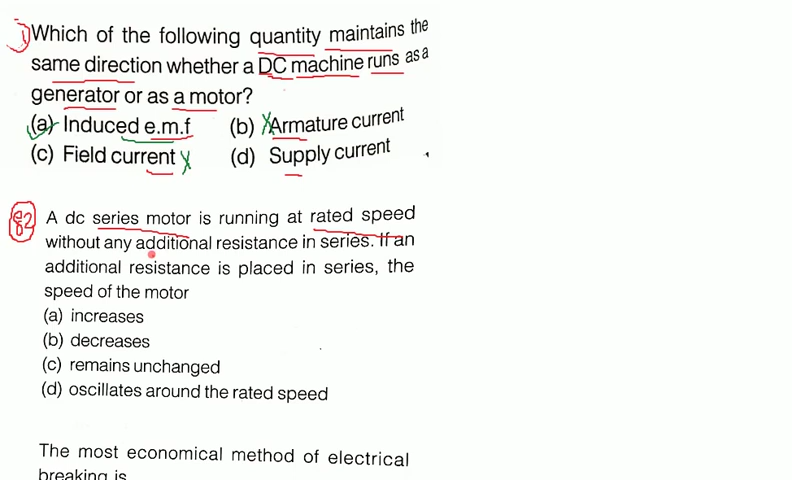 1) Which of the following quantity maintains the
same direction whether a DC machine runs as a
generator or as a motor?
(a) Induced e.m.f (b) Armature current
(c) Field current (d) Supply current
82 A dc series motor is running at rated speed
without any additional resistance in series. If an
additional resistance is placed in series, the
speed of the motor
(a) increases
(b) decreases
(c) remains unchanged
(d) oscillates around the rated speed
The most economical method of electrical
breaking is